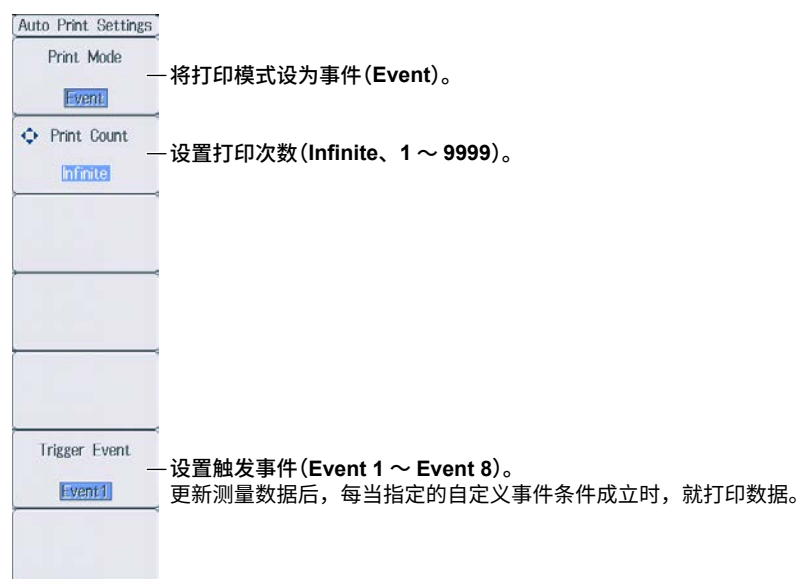 Auto Print Settings
Print Mode
Event
将打印模式设为事件(Event)。
Print Count
Infinite
设置打印次数(Infinite、1 ～ 9999)。
Trigger Event
Event1
设置触发事件(Event 1 ～ Event 8)。
更新测量数据后，每当指定的自定义事件条件成立时，就打印数据。